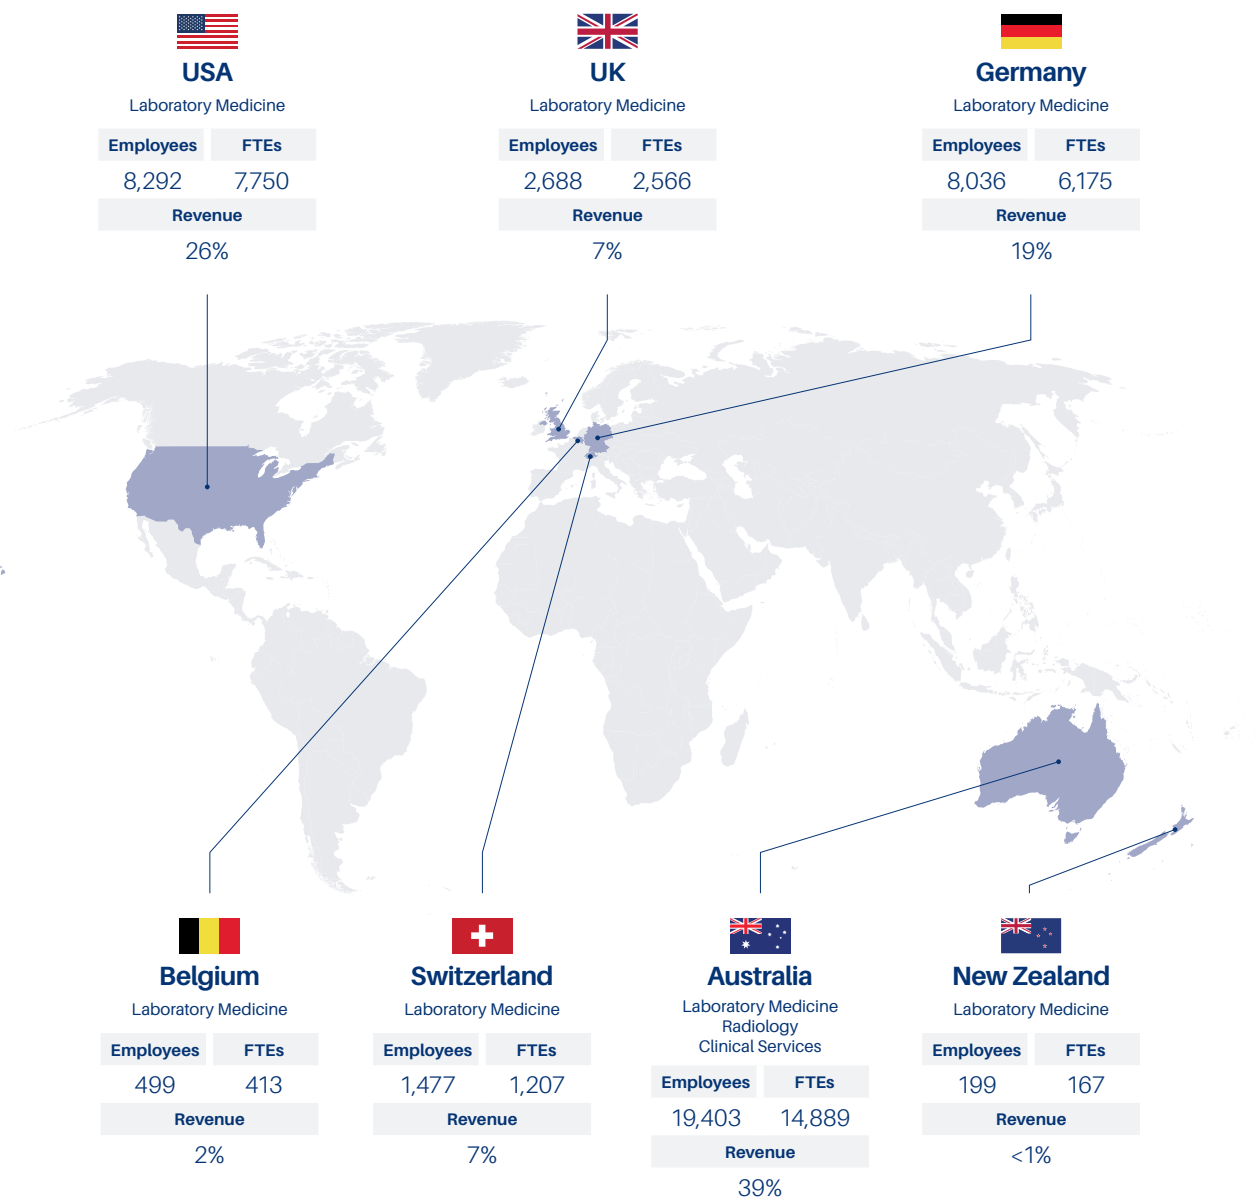 USA
Laboratory Medicine
Employees FTEs
8,292 7,750
Revenue
26%
UK
Laboratory Medicine
Employees FTEs
2,688 2,566
Revenue
7%
Germany
Laboratory Medicine
Employees FTEs
8,036 6,175
Revenue
19%
Belgium
Laboratory Medicine
Employees FTEs
499 413
Revenue
2%
Switzerland
Laboratory Medicine
Employees FTEs
1,477 1,207
Revenue
7%
Australia
Laboratory Medicine
Radiology
Clinical Services
Employees FTEs
19,403 14,889
Revenue
39%
New Zealand
Laboratory Medicine
Employees FTEs
199 167
Revenue
<1%